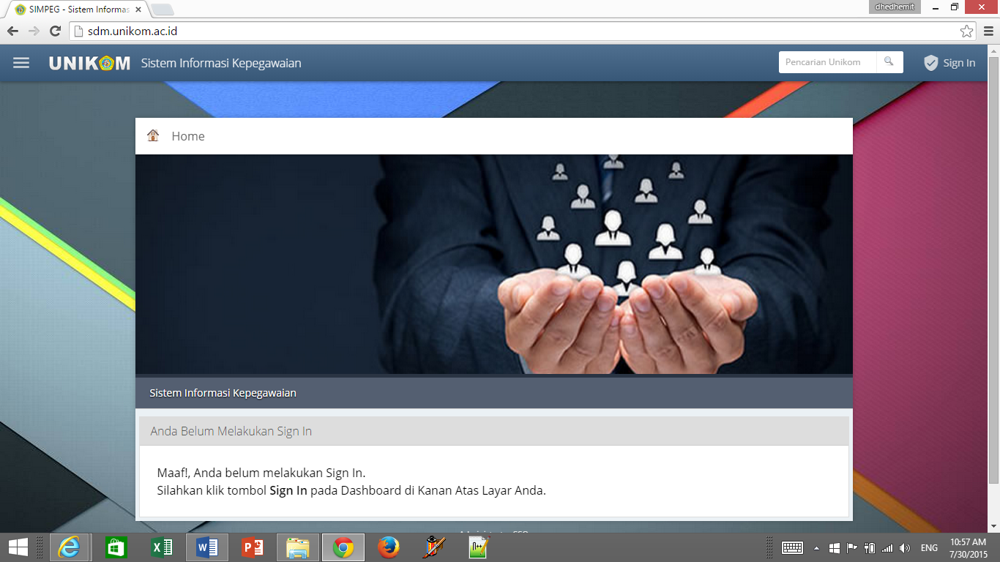 SIMPEG - Sistem Informas
dhedhemit
sdm.unikom.ac.id
UNIKOM Sistem Informasi Kepegawaian
Pencarian Unikom
Sign In
Home
Sistem Informasi Kepegawaian
Anda Belum Melakukan Sign In
Maaf!, Anda belum melakukan Sign In.
Silahkan klik tombol Sign In pada Dashboard di Kanan Atas Layar Anda.
ENG
10:57 AM
7/30/2015